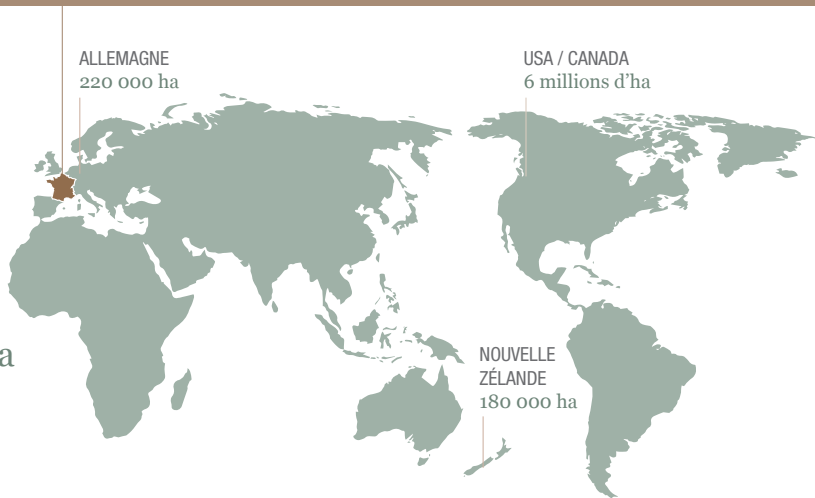 ALLEMAGNE
220 000 ha
USA / CANADA
6 millions d’ha
a
NOUVELLE
ZÉLANDE
180 000 ha